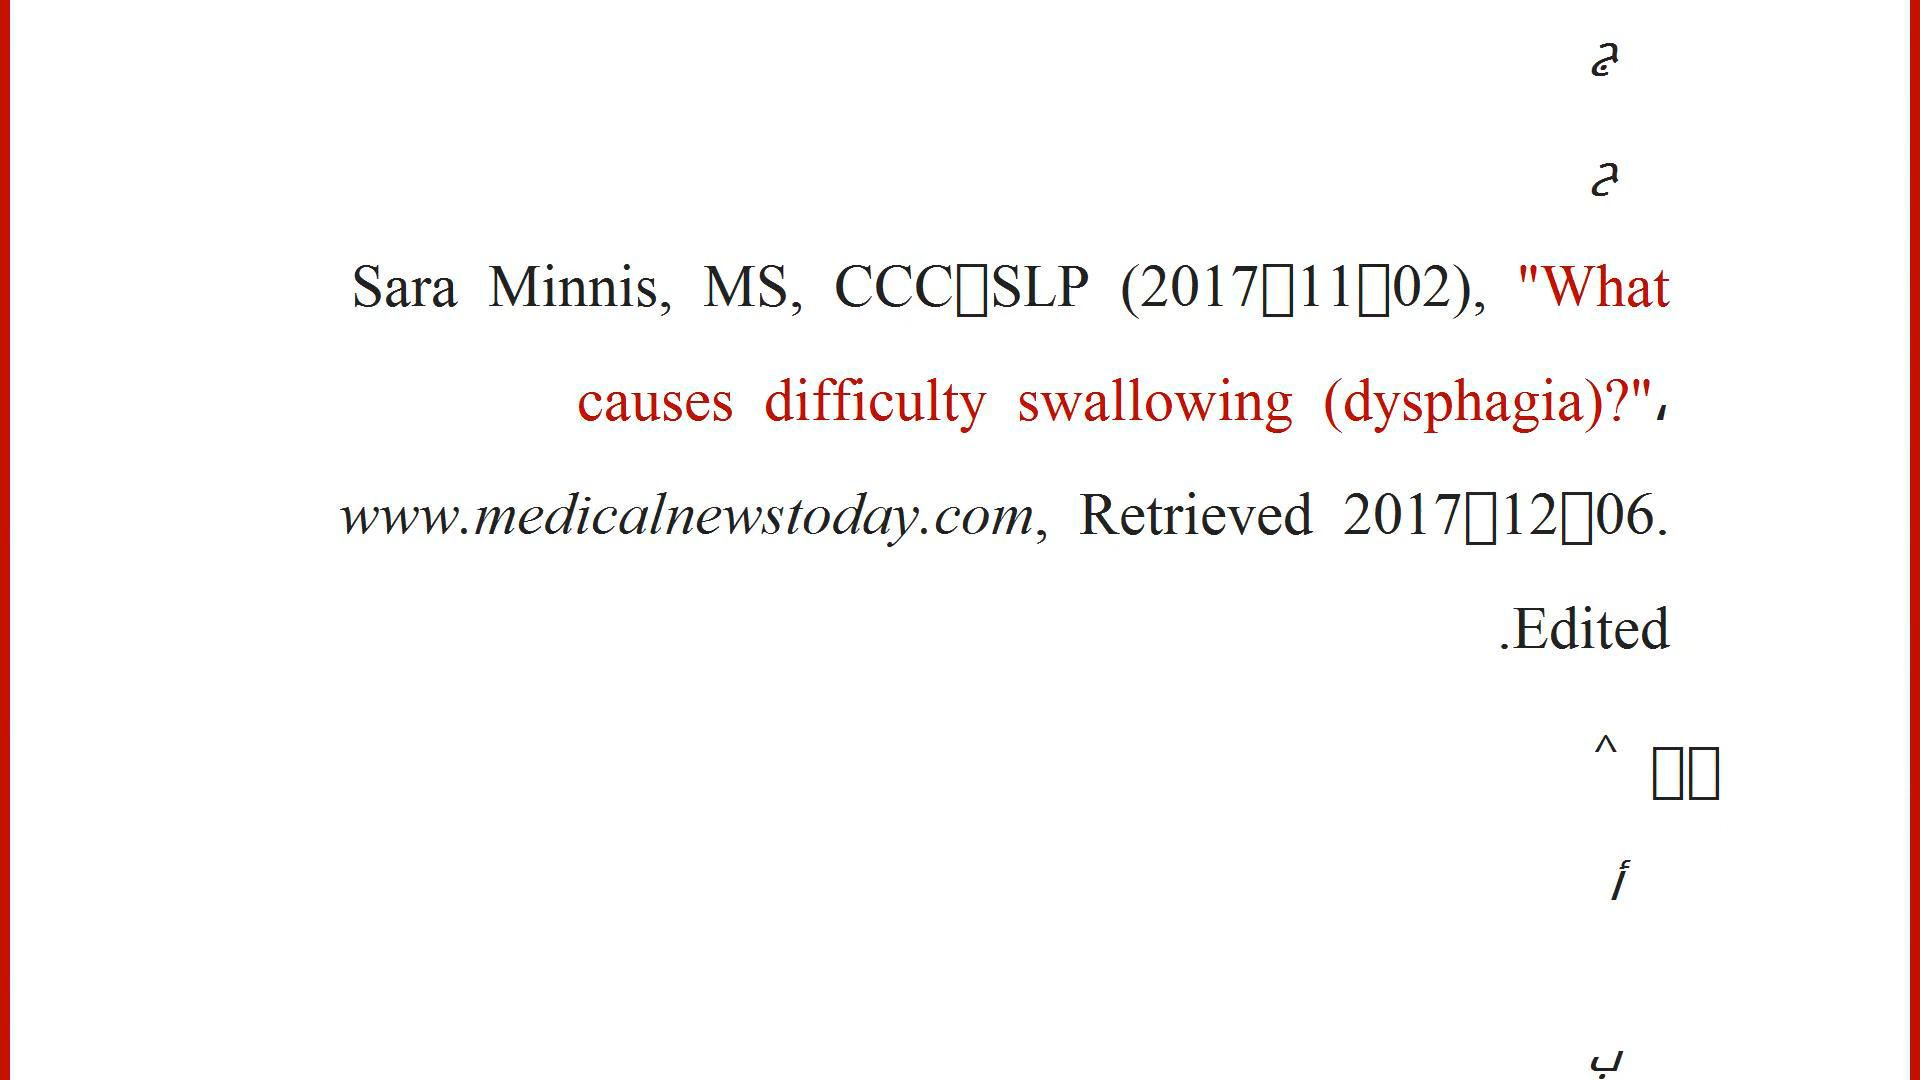 ج
ح
Sara Minnis, MS, CCC▯SLP (2017▯11▯02), "What
causes difficulty swallowing (dysphagia)?"،
www.medicalnewstoday.com, Retrieved 2017▯12▯06.
.Edited
▯▯ ^
أ
ب